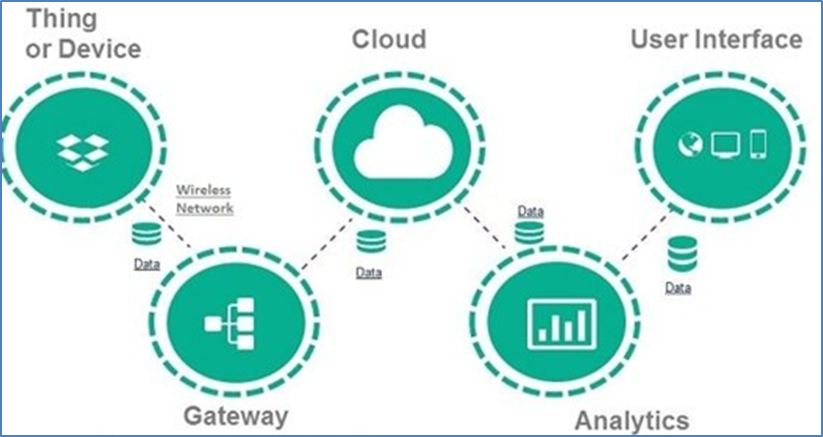 Thing
or Device
Cloud
User Interface
Wireless
Network
Data
Data
Data
Data
Gateway
Analytics